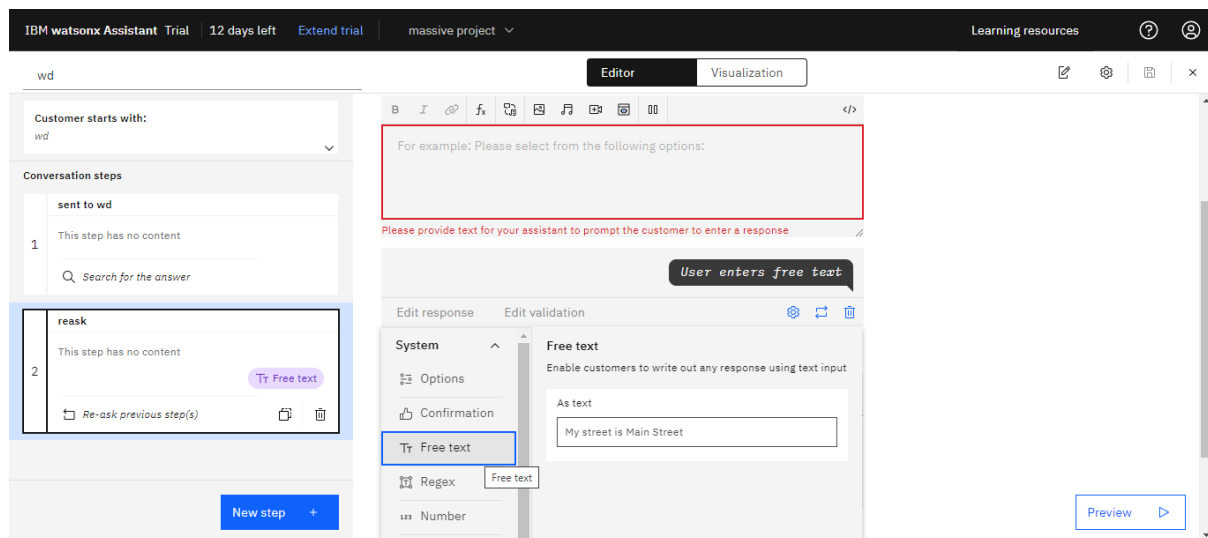 IBM watsonx Assistant Trial 12 days left Extend trial massive project Learning resources
wd Editor Visualization
Customer starts with:
wd
Conversation steps
sent to wd
This step has no content
1
Search for the answer
reask
This step has no content
2
Tт Free text
Re-ask previous step(s)
New step +
B I fx </>
For example: Please select from the following options:
Please provide text for your assistant to prompt the customer to enter a response
User enters free text
Edit response Edit validation
System
Options
Confirmation
Tт Free text
Free text
Regex
123 Number
Free text
Enable customers to write out any response using text input
As text
My street is Main Street
Preview